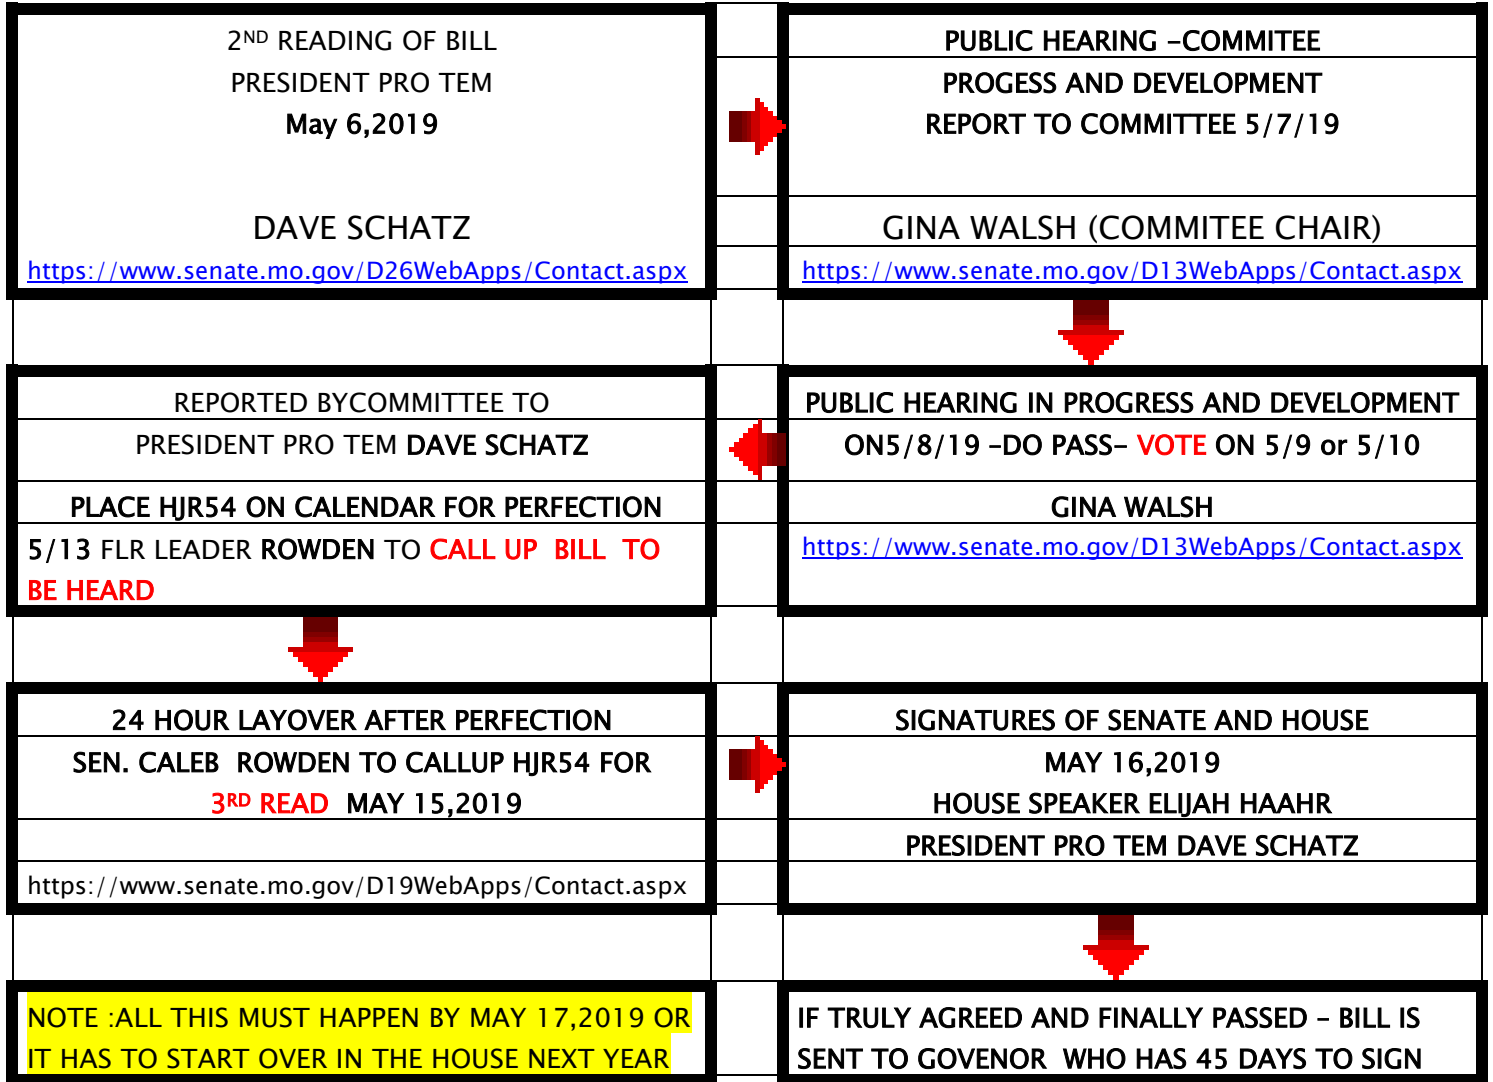 2ND READING OF BILL
PRESIDENT PRO TEM
May 6,2019
DAVE SCHATZ
https://www.senate.mo.gov/D26WebApps/Contact.aspx
PUBLIC HEARING -COMMITEE
PROGESS AND DEVELOPMENT
REPORT TO COMMITTEE 5/7/19
GINA WALSH (COMMITEE CHAIR)
https://www.senate.mo.gov/D13WebApps/Contact.aspx
PUBLIC HEARING IN PROGRESS AND DEVELOPMENT
ON5/8/19 -DO PASS- VOTE ON 5/9 or 5/10
GINA WALSH
https://www.senate.mo.gov/D13WebApps/Contact.aspx
REPORTED BYCOMMITTEE TO
PRESIDENT PRO TEM DAVE SCHATZ
PLACE HJR54 ON CALENDAR FOR PERFECTION
5/13 FLR LEADER ROWDEN TO CALL UP BILL TO
BE HEARD
24 HOUR LAYOVER AFTER PERFECTION
SEN. CALEB ROWDEN TO CALLUP HJR54 FOR
3RD READ MAY 15,2019
https://www.senate.mo.gov/D19WebApps/Contact.aspx
SIGNATURES OF SENATE AND HOUSE
MAY 16,2019
HOUSE SPEAKER ELIJAH HAAHR
PRESIDENT PRO TEM DAVE SCHATZ
NOTE :ALL THIS MUST HAPPEN BY MAY 17,2019 OR
IT HAS TO START OVER IN THE HOUSE NEXT YEAR
IF TRULY AGREED AND FINALLY PASSED – BILL IS
SENT TO GOVENOR WHO HAS 45 DAYS TO SIGN